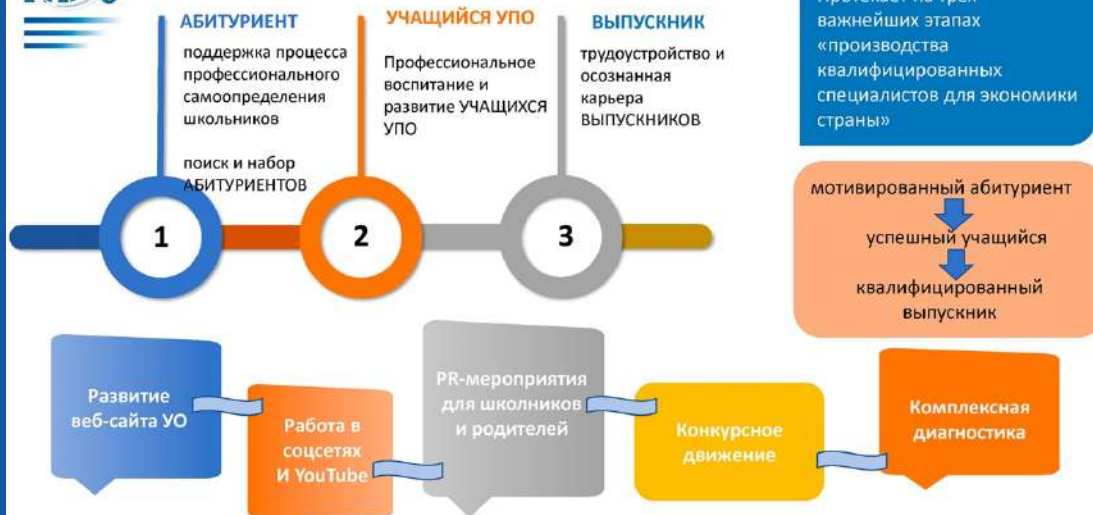 АБИТУРИЕНТ
поддержка процесса
профессионального
самоопределения
школьников
поиск и набор
АБИТУРИЕНТОВ
УЧАЩИЙСЯ УПО
Профессиональное
воспитание и
развитие УЧАЩИХСЯ
УПО
ВЫПУСКНИК
трудоустройство и
осознанная
карьера
ВЫПУСКНИКОВ
1
2
3
важнейших этапах
«производства
квалифицированных
специалистов для экономики
страны»
мотивированный абитуриент
успешный учащийся
квалифицированный
выпускник
Развитие
веб-сайта УО
Работа в
соцсетях
И YouTube
PR-мероприятия
для школников
и родителей
Конкурсное
движение
Комплексная
диагностика